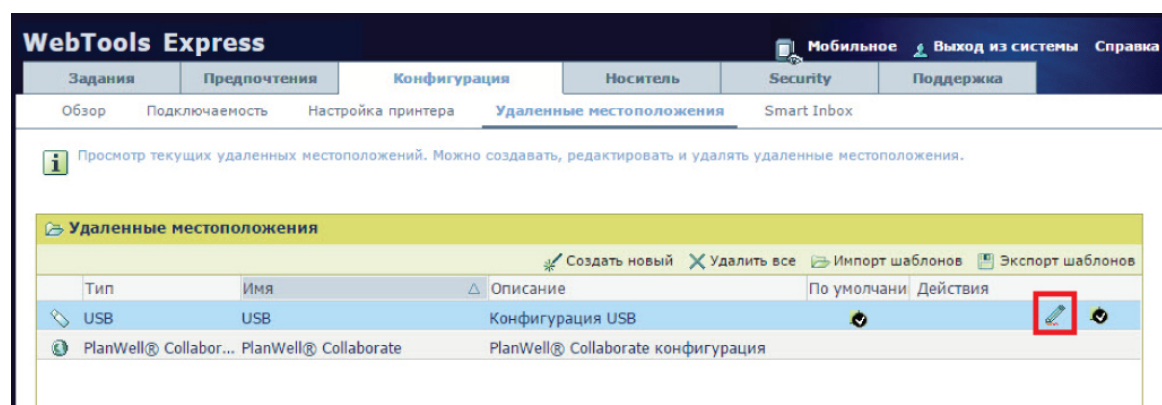 WebTools Express
Мобильное Выход из системы Справка
Задания Предпочтения Конфигурация Носитель Security Поддержка
Обзор Подключаемость Настройка принтера Удаленные местоположения Smart Inbox
Просмотр текущих удаленных местоположений. Можно создавать, редактировать и удалять удаленные местоположения.
Удаленные местоположения
Создать новый Удалить все Импорт шаблонов Экспорт шаблонов
Тип Имя Описание По умолчани Действия
USB USB Конфигурация USB
PlanWell® Collabor... PlanWell® Collaborate PlanWell® Collaborate конфигурация